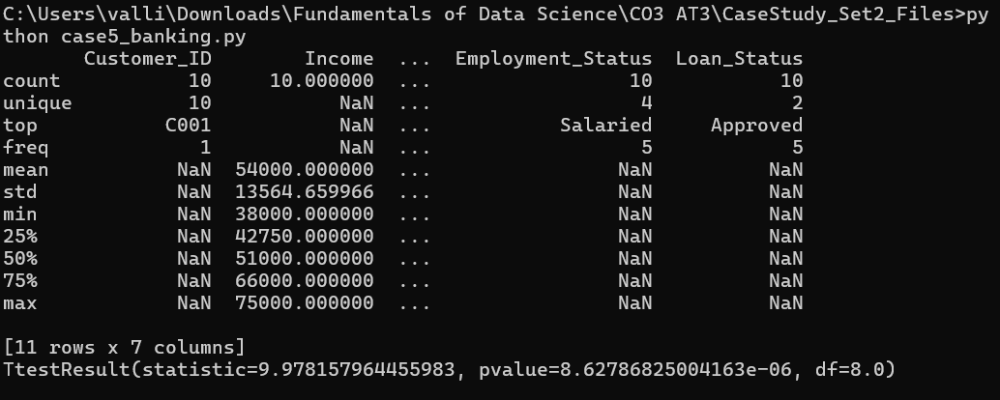 C:\Users\valli\Downloads\Fundamentals of Data Science\CO3 AT3\CaseStudy_Set2_Files>py
thon case5_banking.py
       Customer_ID        Income  ...  Employment_Status  Loan_Status
count           10     10.000000  ...                 10           10
unique          10           NaN  ...                  4            2
top           C001           NaN  ...           Salaried     Approved
freq             1           NaN  ...                  5            5
mean           NaN  54000.000000  ...                NaN          NaN
std            NaN  13564.659966  ...                NaN          NaN
min            NaN  38000.000000  ...                NaN          NaN
25%            NaN  42750.000000  ...                NaN          NaN
50%            NaN  51000.000000  ...                NaN          NaN
75%            NaN  66000.000000  ...                NaN          NaN
max            NaN  75000.000000  ...                NaN          NaN

[11 rows x 7 columns]
TtestResult(statistic=9.978157964455983, pvalue=8.62786825004163e-06, df=8.0)